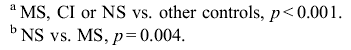 a MS, CI or NS vs. other controls, p < 0.001.
b NS vs. MS, p = 0.004.